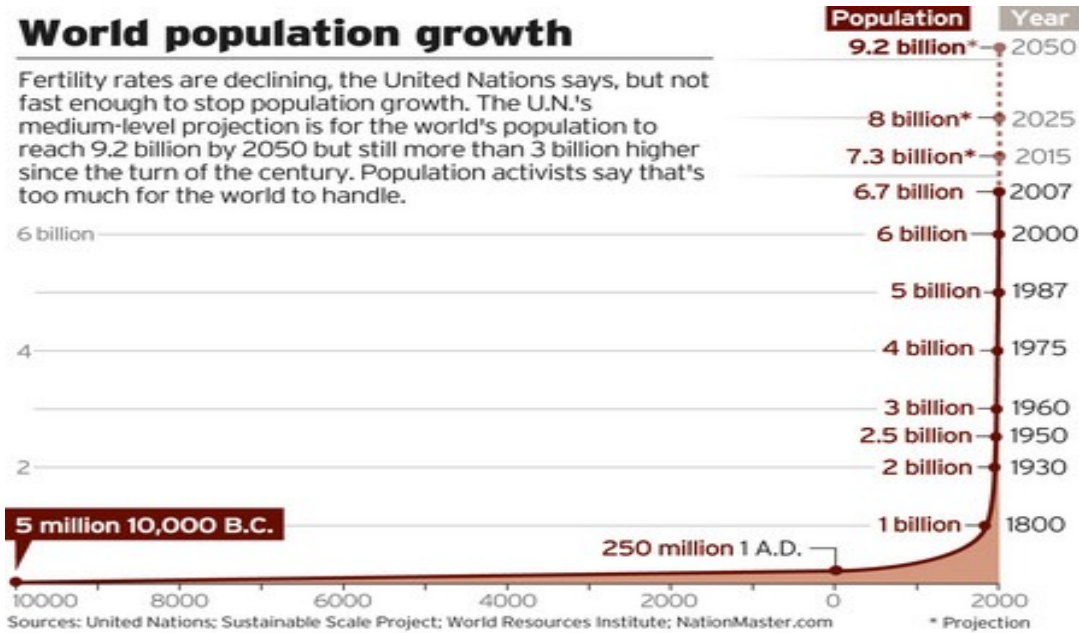 World population growth
Population Year
Fertility rates are declining, the United Nations says, but not
fast enough to stop population growth. The U.N.'s
medium-level projection is for the world's population to
reach 9.2 billion by 2050 but still more than 3 billion higher
since the turn of the century. Population activists say that's
too much for the world to handle.
9.2 billion* 2050
8 billion* 2025
7.3 billion* 2015
6.7 billion 2007
6 billion 6 billion 2000
5 billion 1987
4 4 billion 1975
3 billion 1960
2.5 billion 1950
2 2 billion 1930
5 million 10,000 B.C. 1 billion 1800
250 million 1 A.D.
10000 8000 6000 4000 2000 0 2000
Sources: United Nations; Sustainable Scale Project; World Resources Institute; NationMaster.com * Projection